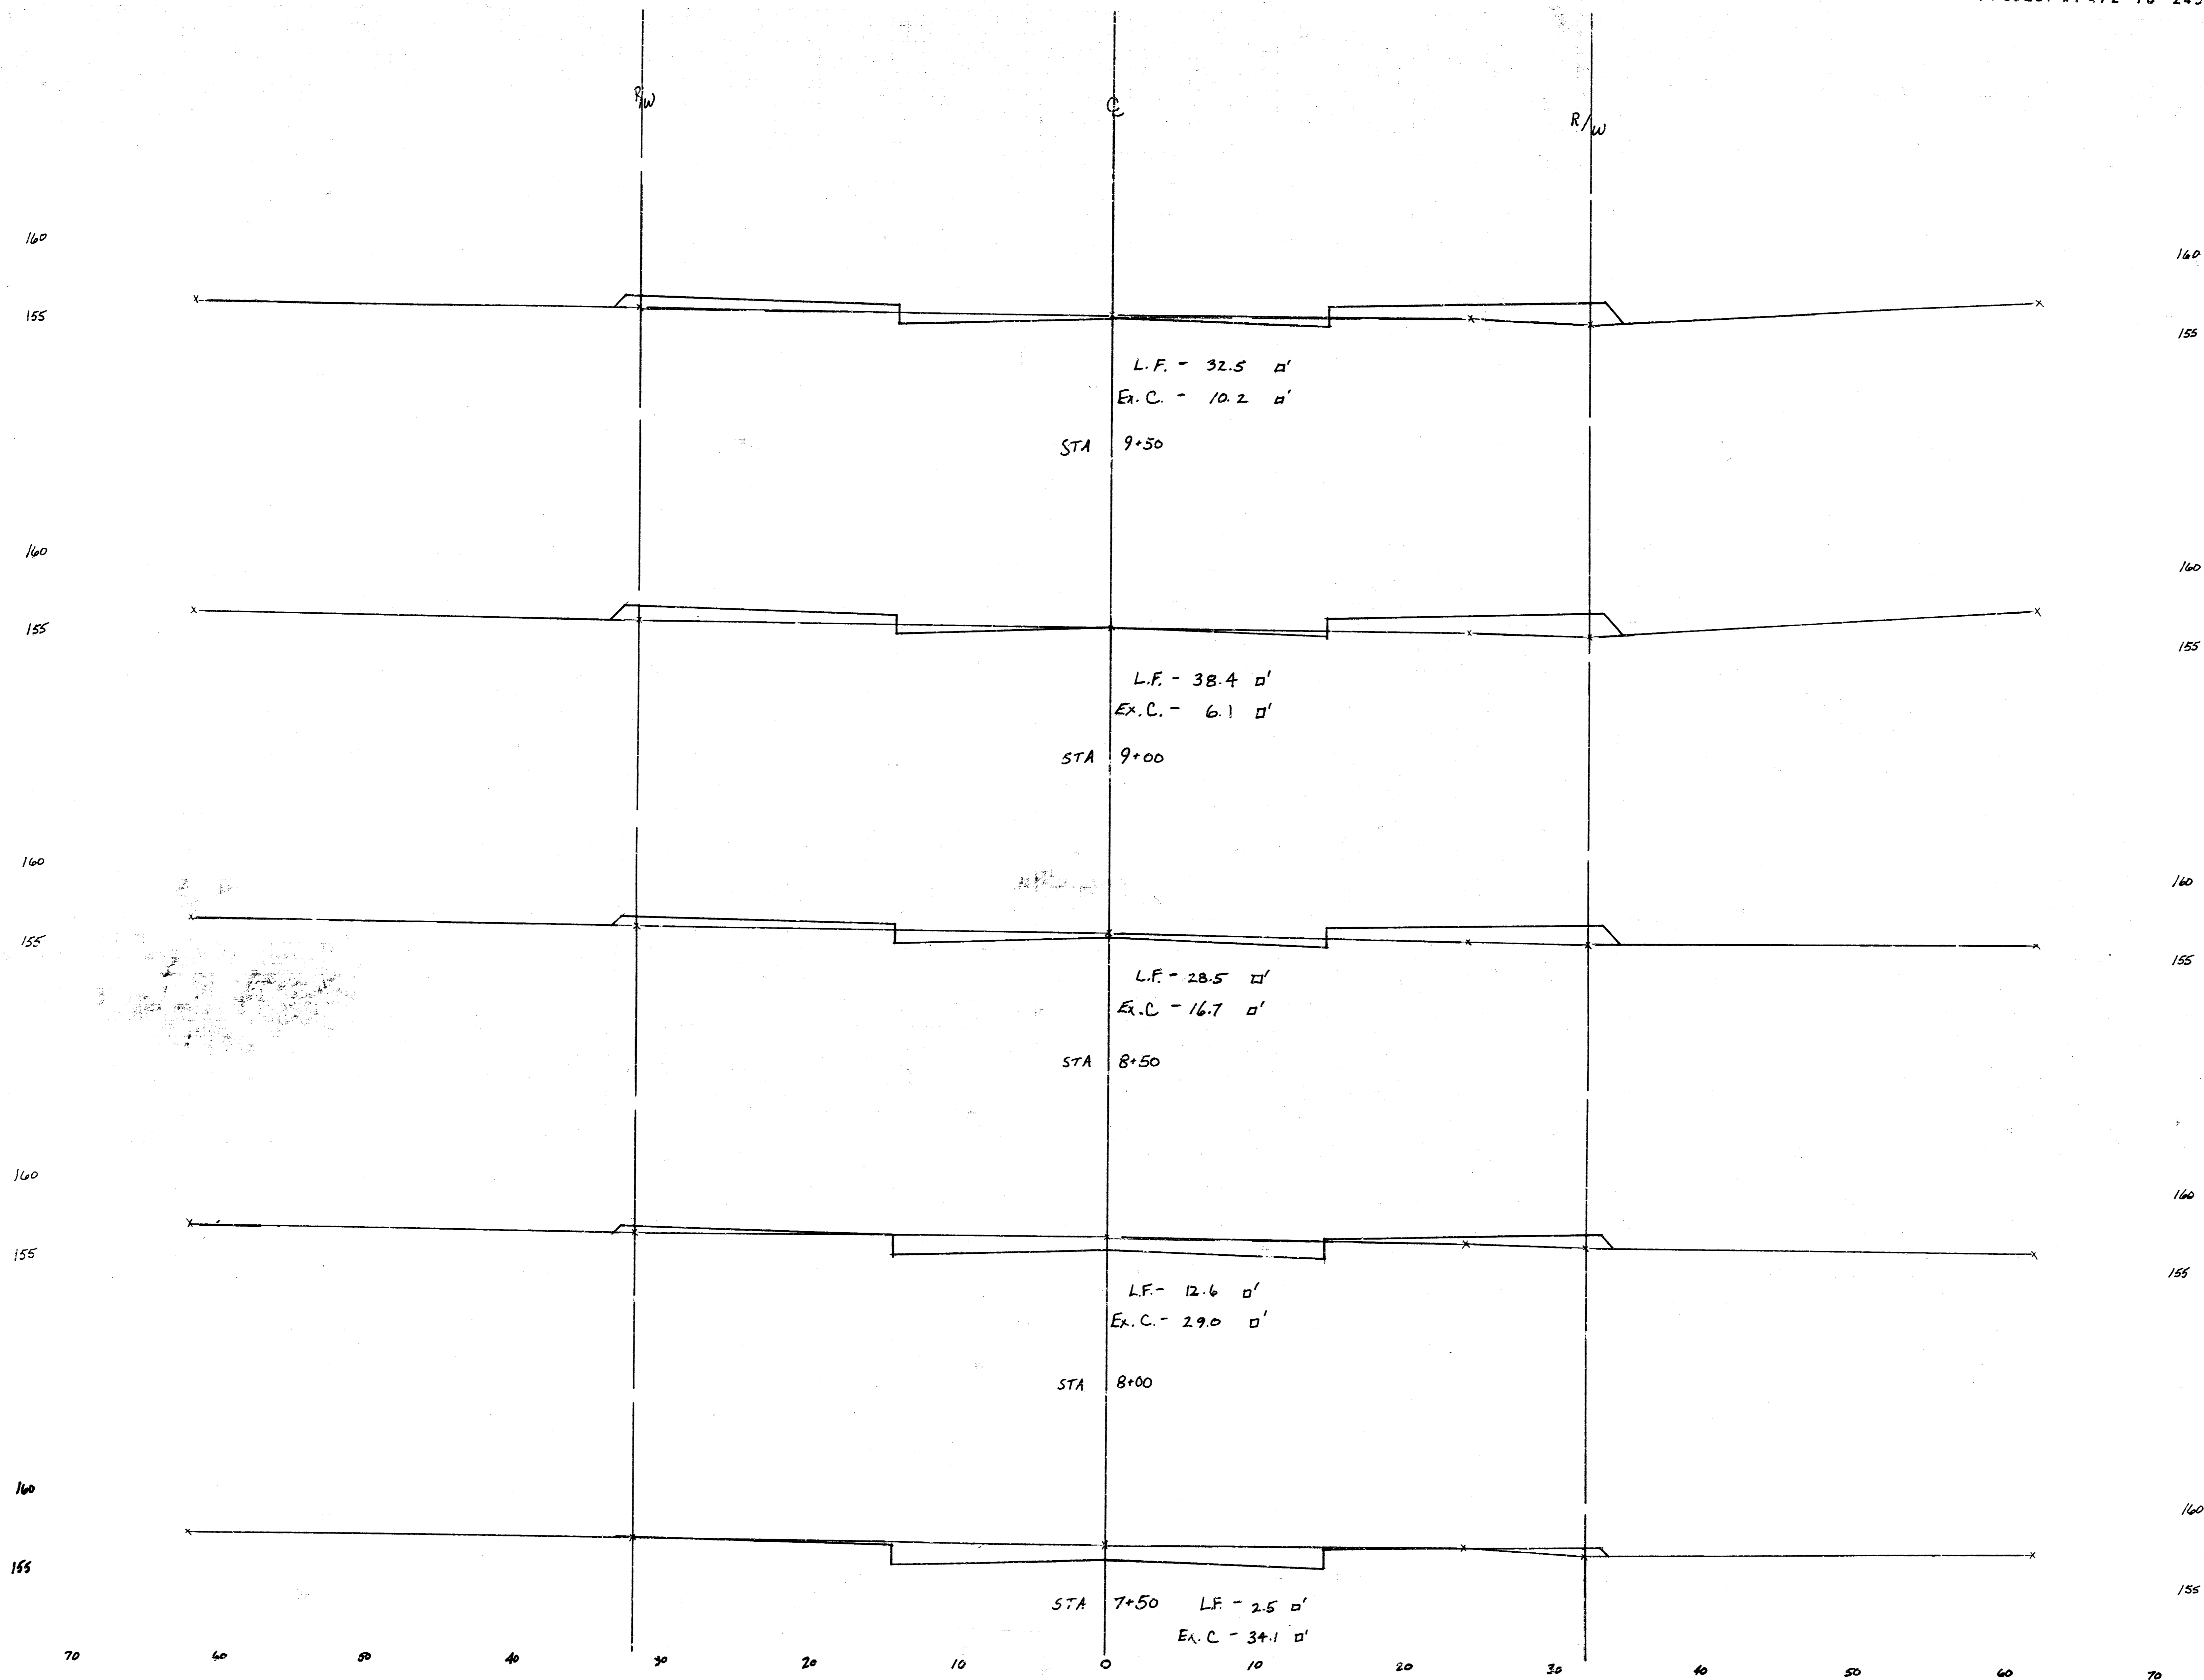 R/W
℄
R/W
160
160
155
155
L.F. - 32.5 □'
Ex. C. - 10.2 □'
STA 9+50
160
160
155
155
L.F. - 38.4 □'
Ex. C. - 6.1 □'
STA 9+00
160
160
155
155
L.F. - 28.5 □'
Ex. C - 16.7 □'
STA 8+50
160
160
155
155
L.F. - 12.6 □'
Ex. C. - 29.0 □'
STA 8+00
160
160
155
155
STA 7+50 L.F. - 2.5 □'
Ex. C - 34.1 □'
70 60 50 40 30 20 10 0 10 20 30 40 50 60 70